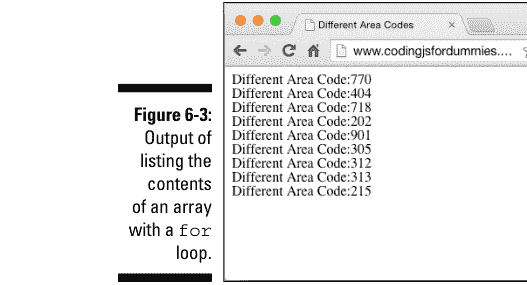 Different Area Codes
www.codingjsfordummies....
Different Area Code:770
Different Area Code:404
Different Area Code:718
Different Area Code:202
Different Area Code:901
Different Area Code:305
Different Area Code:312
Different Area Code:313
Different Area Code:215
Figure 6-3:
Output of
listing the
contents
of an array
with a for
loop.